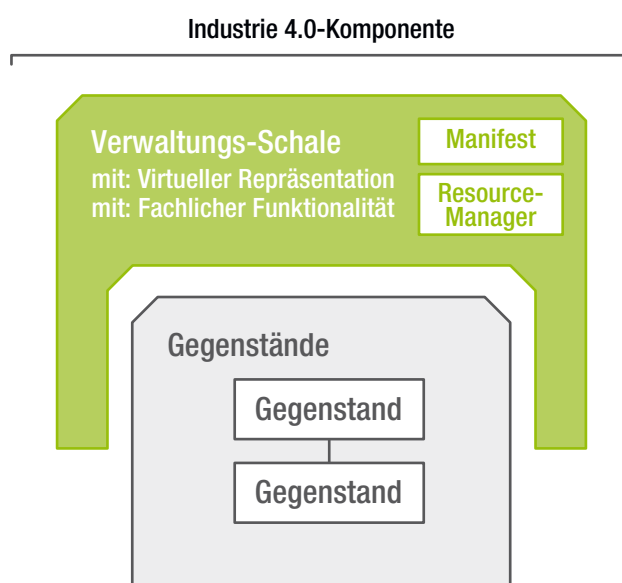 Industrie 4.0-Komponente
Verwaltungs-Schale
mit: Virtueller Repräsentation
mit: Fachlicher Funktionalität
Manifest
Resource-
Manager
Gegenstände
Gegenstand
Gegenstand